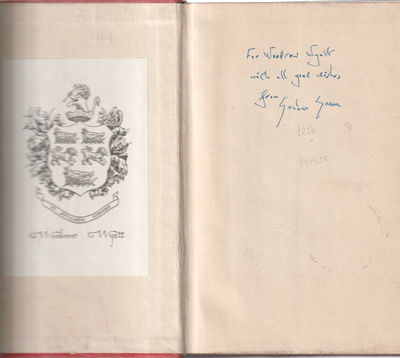 Woodrow Wyatt
For Woodrow Wyatt
with all good wishes
from Graham Greene